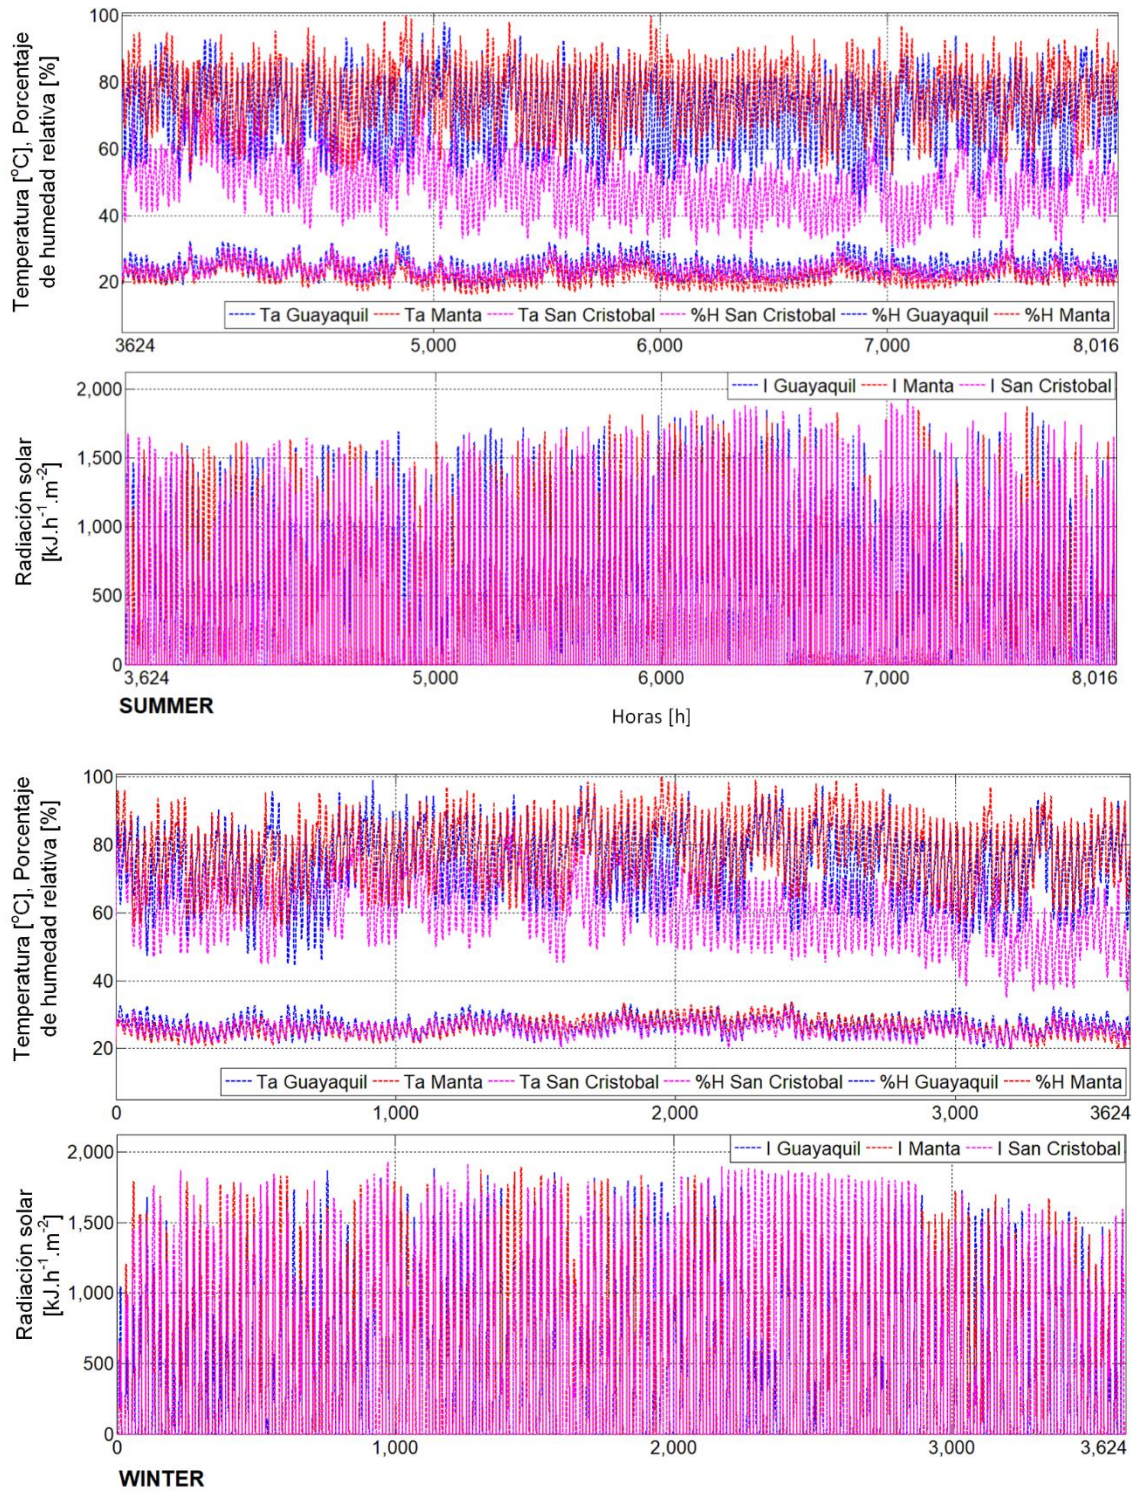 Temperatura [°C], Porcentaje
de humedad relativa [%]
100
80
60
40
20
Ta Guayaquil Ta Manta Ta San Cristobal %H San Cristobal %H Guayaquil %H Manta
3624 5,000 6,000 7,000 8,016
Radiación solar
[kJ.h⁻¹.m⁻²]
I Guayaquil I Manta I San Cristobal
2,000
1,500
1,000
500
0
3,624 5,000 6,000 7,000 8,016
SUMMER
Horas [h]
Temperatura [°C], Porcentaje
de humedad relativa [%]
100
80
60
40
20
Ta Guayaquil Ta Manta Ta San Cristobal %H San Cristobal %H Guayaquil %H Manta
0 1,000 2,000 3,000 3624
Radiación solar
[kJ.h⁻¹.m⁻²]
I Guayaquil I Manta I San Cristobal
2,000
1,500
1,000
500
0
0 1,000 2,000 3,000 3,624
WINTER